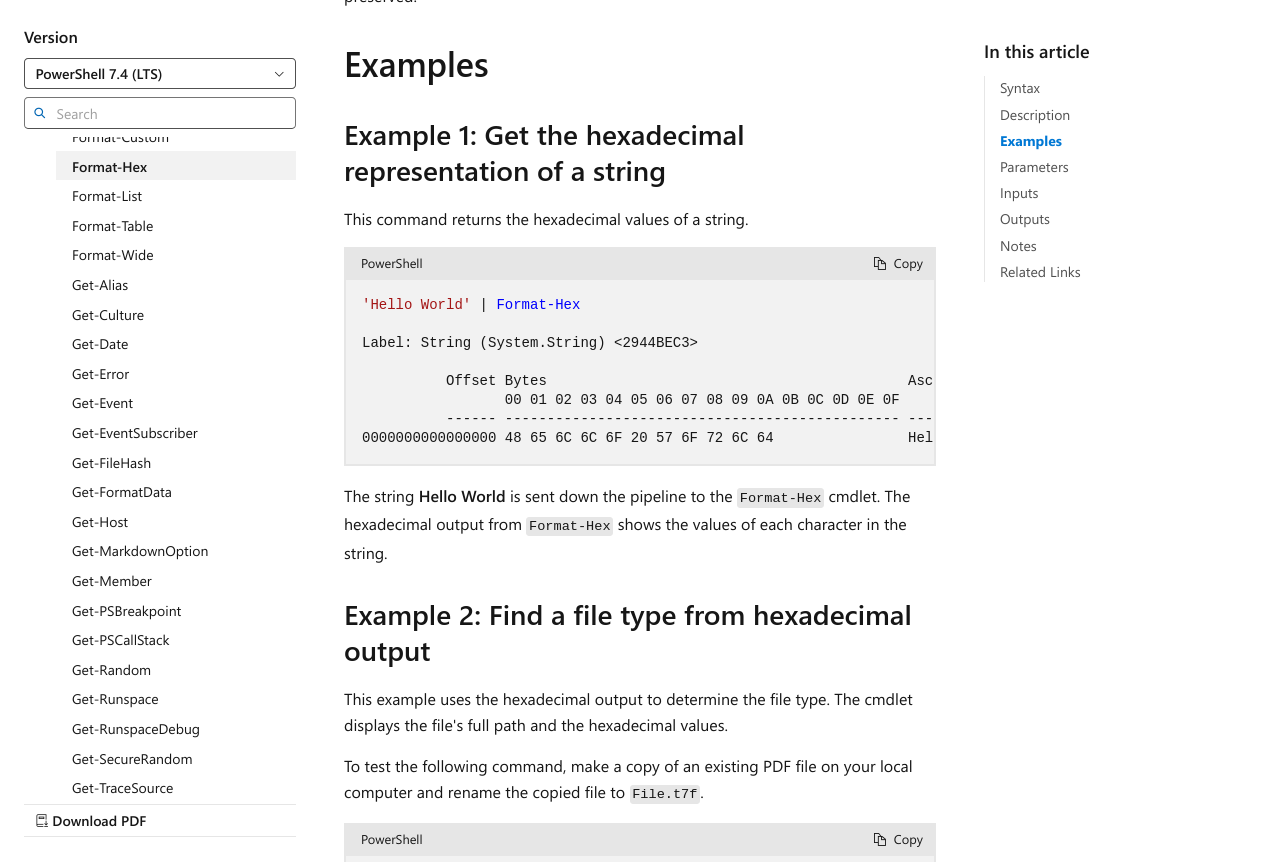 preserved.
Version
PowerShell 7.4 (LTS)
Search
Format-Custom
Format-Hex
Format-List
Format-Table
Format-Wide
Get-Alias
Get-Culture
Get-Date
Get-Error
Get-Event
Get-EventSubscriber
Get-FileHash
Get-FormatData
Get-Host
Get-MarkdownOption
Get-Member
Get-PSBreakpoint
Get-PSCallStack
Get-Random
Get-Runspace
Get-RunspaceDebug
Get-SecureRandom
Get-TraceSource
Download PDF
Examples
Example 1: Get the hexadecimal
representation of a string
This command returns the hexadecimal values of a string.
PowerShell
Copy
'Hello World' | Format-Hex
Label: String (System.String) <2944BEC3>
Offset Bytes Asc
00 01 02 03 04 05 06 07 08 09 0A 0B 0C 0D 0E 0F
------ ----------------------------------------------- ---
0000000000000000 48 65 6C 6C 6F 20 57 6F 72 6C 64 Hel
The string Hello World is sent down the pipeline to the Format-Hex cmdlet. The
hexadecimal output from Format-Hex shows the values of each character in the
string.
Example 2: Find a file type from hexadecimal
output
This example uses the hexadecimal output to determine the file type. The cmdlet
displays the file's full path and the hexadecimal values.
To test the following command, make a copy of an existing PDF file on your local
computer and rename the copied file to File.t7f.
PowerShell
Copy
In this article
Syntax
Description
Examples
Parameters
Inputs
Outputs
Notes
Related Links